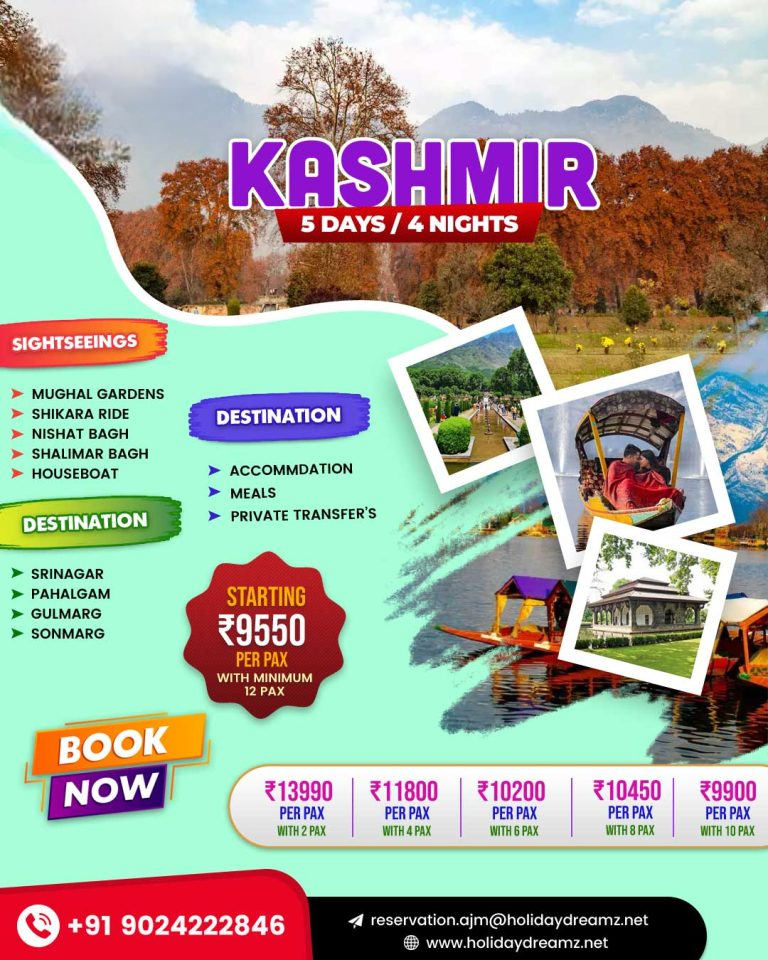 KASHMIR
5 DAYS / 4 NIGHTS
SIGHTSEEINGS
MUGHAL GARDENS
SHIKARA RIDE
NISHAT BAGH
SHALIMAR BAGH
HOUSEBOAT
DESTINATION
ACCOMMDATION
MEALS
PRIVATE TRANSFER'S
DESTINATION
SRINAGAR
PAHALGAM
GULMARG
SONMARG
STARTING
₹9550
PER PAX
WITH MINIMUM
12 PAX
BOOK
NOW
₹13990
PER PAX
WITH 2 PAX
₹11800
PER PAX
WITH 4 PAX
₹10200
PER PAX
WITH 6 PAX
₹10450
PER PAX
WITH 8 PAX
₹9900
PER PAX
WITH 10 PAX
+91 9024222846
reservation.ajm@holidaydreamz.net
www.holidaydreamz.net